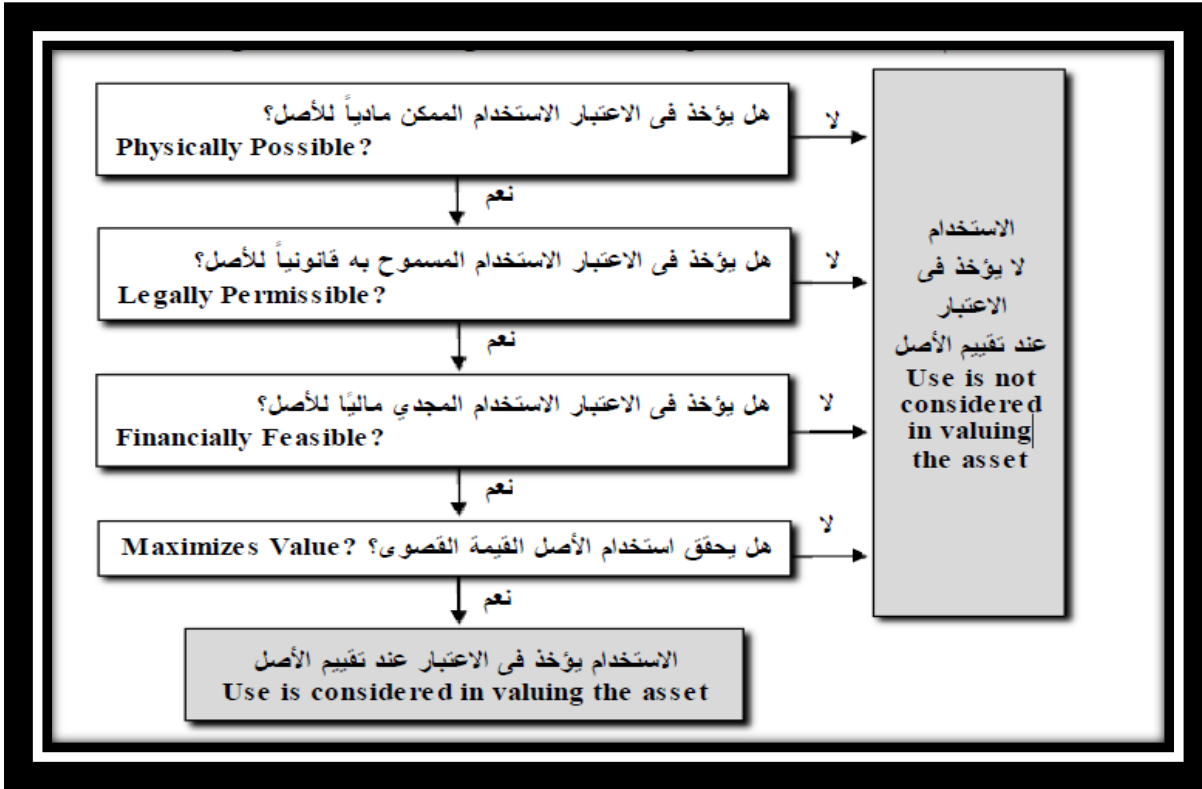 هل يؤخذ فى الاعتبار الاستخدام الممكن مادياً للأصل؟
Physically Possible?
لا
نعم
هل يؤخذ فى الاعتبار الاستخدام المسموح به قانونياً للأصل؟
Legally Permissible?
لا
نعم
هل يؤخذ فى الاعتبار الاستخدام المجدي ماليًا للأصل؟
Financially Feasible?
لا
نعم
هل يحقق استخدام الأصل القيمة القصوى؟ Maximizes Value?
لا
نعم
الاستخدام يؤخذ فى الاعتبار عند تقييم الأصل
Use is considered in valuing the asset
الاستخدام
لا يؤخذ فى
الاعتبار
عند تقييم الأصل
Use is not
considered
in valuing
the asset